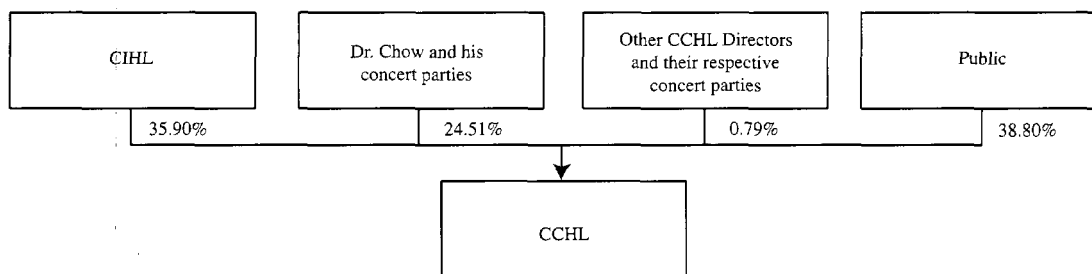 CIHL
Dr. Chow and his
concert parties
Other CCHL Directors
and their respective
concert parties
Public
35.90%
24.51%
0.79%
38.80%
CCHL